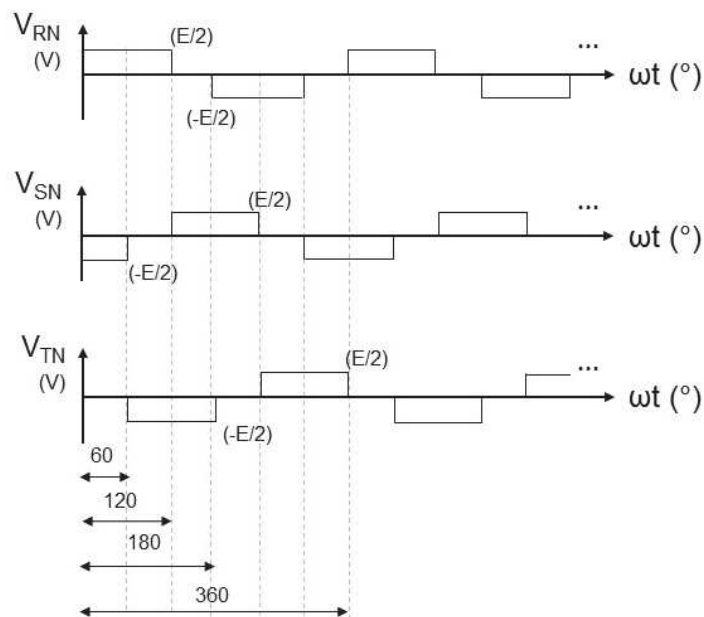 V_RN
(V)
(E/2)
(-E/2)
...
ωt (°)
V_SN
(V)
(E/2)
(-E/2)
...
ωt (°)
V_TN
(V)
(E/2)
(-E/2)
...
ωt (°)
60
120
180
360